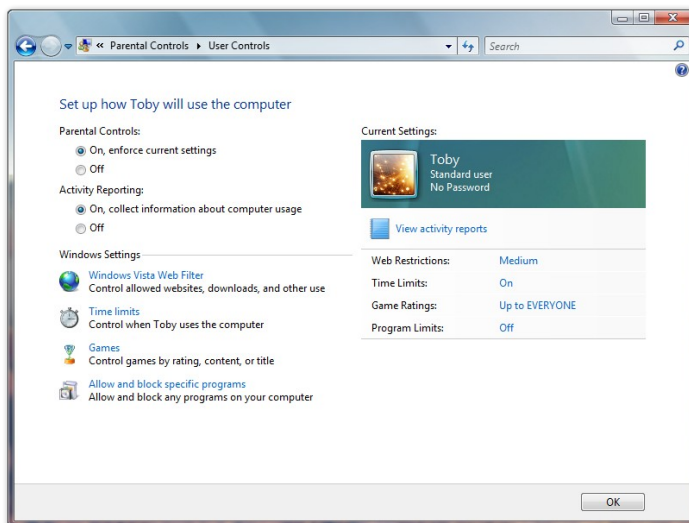 « Parental Controls ▸ User Controls
Search
Set up how Toby will use the computer
Parental Controls:
On, enforce current settings
Off
Activity Reporting:
On, collect information about computer usage
Off
Windows Settings
Windows Vista Web Filter
Control allowed websites, downloads, and other use
Time limits
Control when Toby uses the computer
Games
Control games by rating, content, or title
Allow and block specific programs
Allow and block any programs on your computer
Current Settings:
Toby
Standard user
No Password
View activity reports
Web Restrictions: Medium
Time Limits: On
Game Ratings: Up to EVERYONE
Program Limits: Off
OK